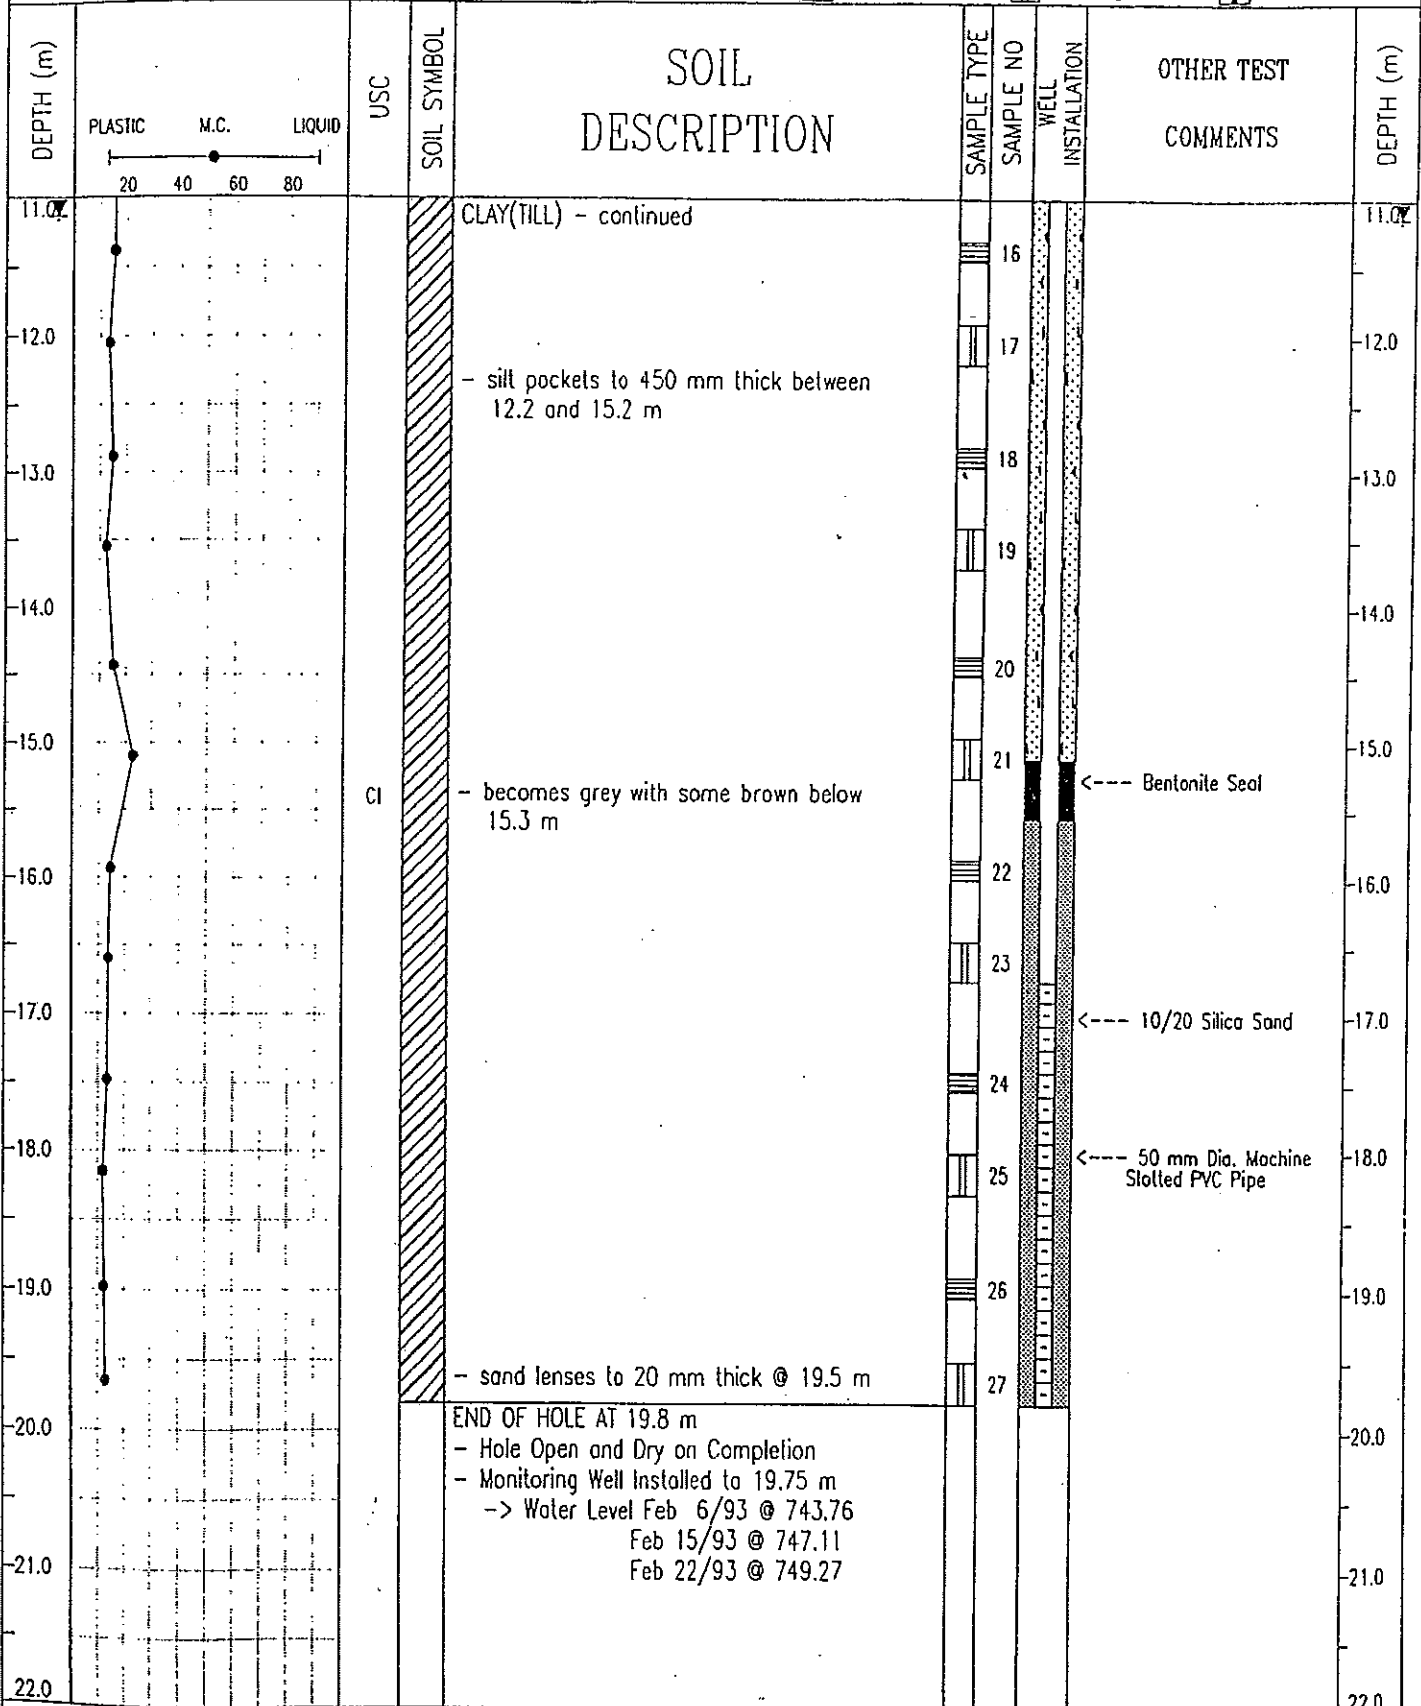 DEPTH (m)
PLASTIC M.C. LIQUID
20 40 60 80
USC
SOIL SYMBOL
SOIL
DESCRIPTION
SAMPLE TYPE
SAMPLE NO
WELL
INSTALLATION
OTHER TEST
COMMENTS
DEPTH (m)
11.0
CLAY(TILL) - continued
11.0
16
-12.0
17
-12.0
- silt pockets to 450 mm thick between
12.2 and 15.2 m
-13.0
18
-13.0
19
-14.0
-14.0
20
-15.0
21
-15.0
CI
- becomes grey with some brown below
15.3 m
<--- Bentonite Seal
-16.0
22
-16.0
23
-17.0
<--- 10/20 Silica Sand
-17.0
24
-18.0
25
<--- 50 mm Dia. Machine
Slotted PVC Pipe
-18.0
-19.0
26
-19.0
- sand lenses to 20 mm thick @ 19.5 m
27
-20.0
END OF HOLE AT 19.8 m
-20.0
- Hole Open and Dry on Completion
- Monitoring Well Installed to 19.75 m
-> Water Level Feb 6/93 @ 743.76
Feb 15/93 @ 747.11
Feb 22/93 @ 749.27
-21.0
-21.0
22.0
22.0